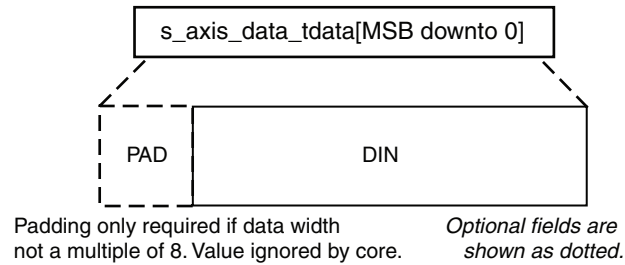 s_axis_data_tdata[MSB downto 0]
PAD
DIN
Padding only required if data width
not a multiple of 8. Value ignored by core.
Optional fields are
shown as dotted.